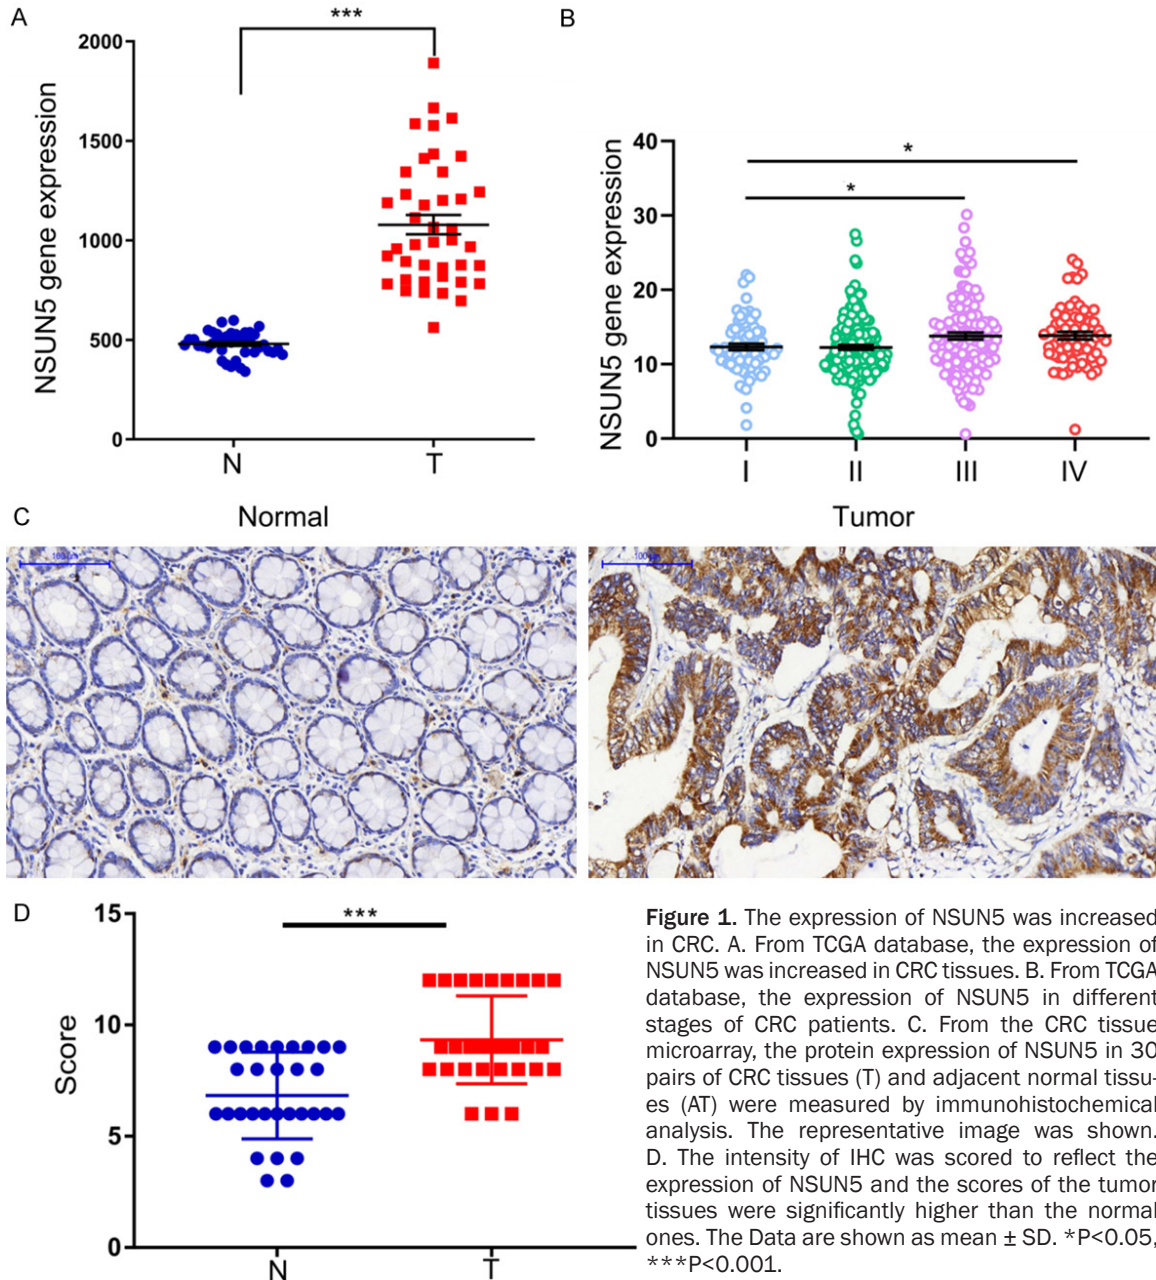 A
***
2000
1500
1000
500
0
NSUN5 gene expression
N
T
B
40
30
20
10
0
NSUN5 gene expression
*
*
I
II
III
IV
C
Normal
Tumor
D
15
10
5
0
Score
***
N
T
Figure 1. The expression of NSUN5 was increased
in CRC. A. From TCGA database, the expression of
NSUN5 was increased in CRC tissues. B. From TCGA
database, the expression of NSUN5 in different
stages of CRC patients. C. From the CRC tissue
microarray, the protein expression of NSUN5 in 30
pairs of CRC tissues (T) and adjacent normal tissu-
es (AT) were measured by immunohistochemical
analysis. The representative image was shown.
D. The intensity of IHC was scored to reflect the
expression of NSUN5 and the scores of the tumor
tissues were significantly higher than the normal
ones. The Data are shown as mean ± SD. *P<0.05,
***P<0.001.